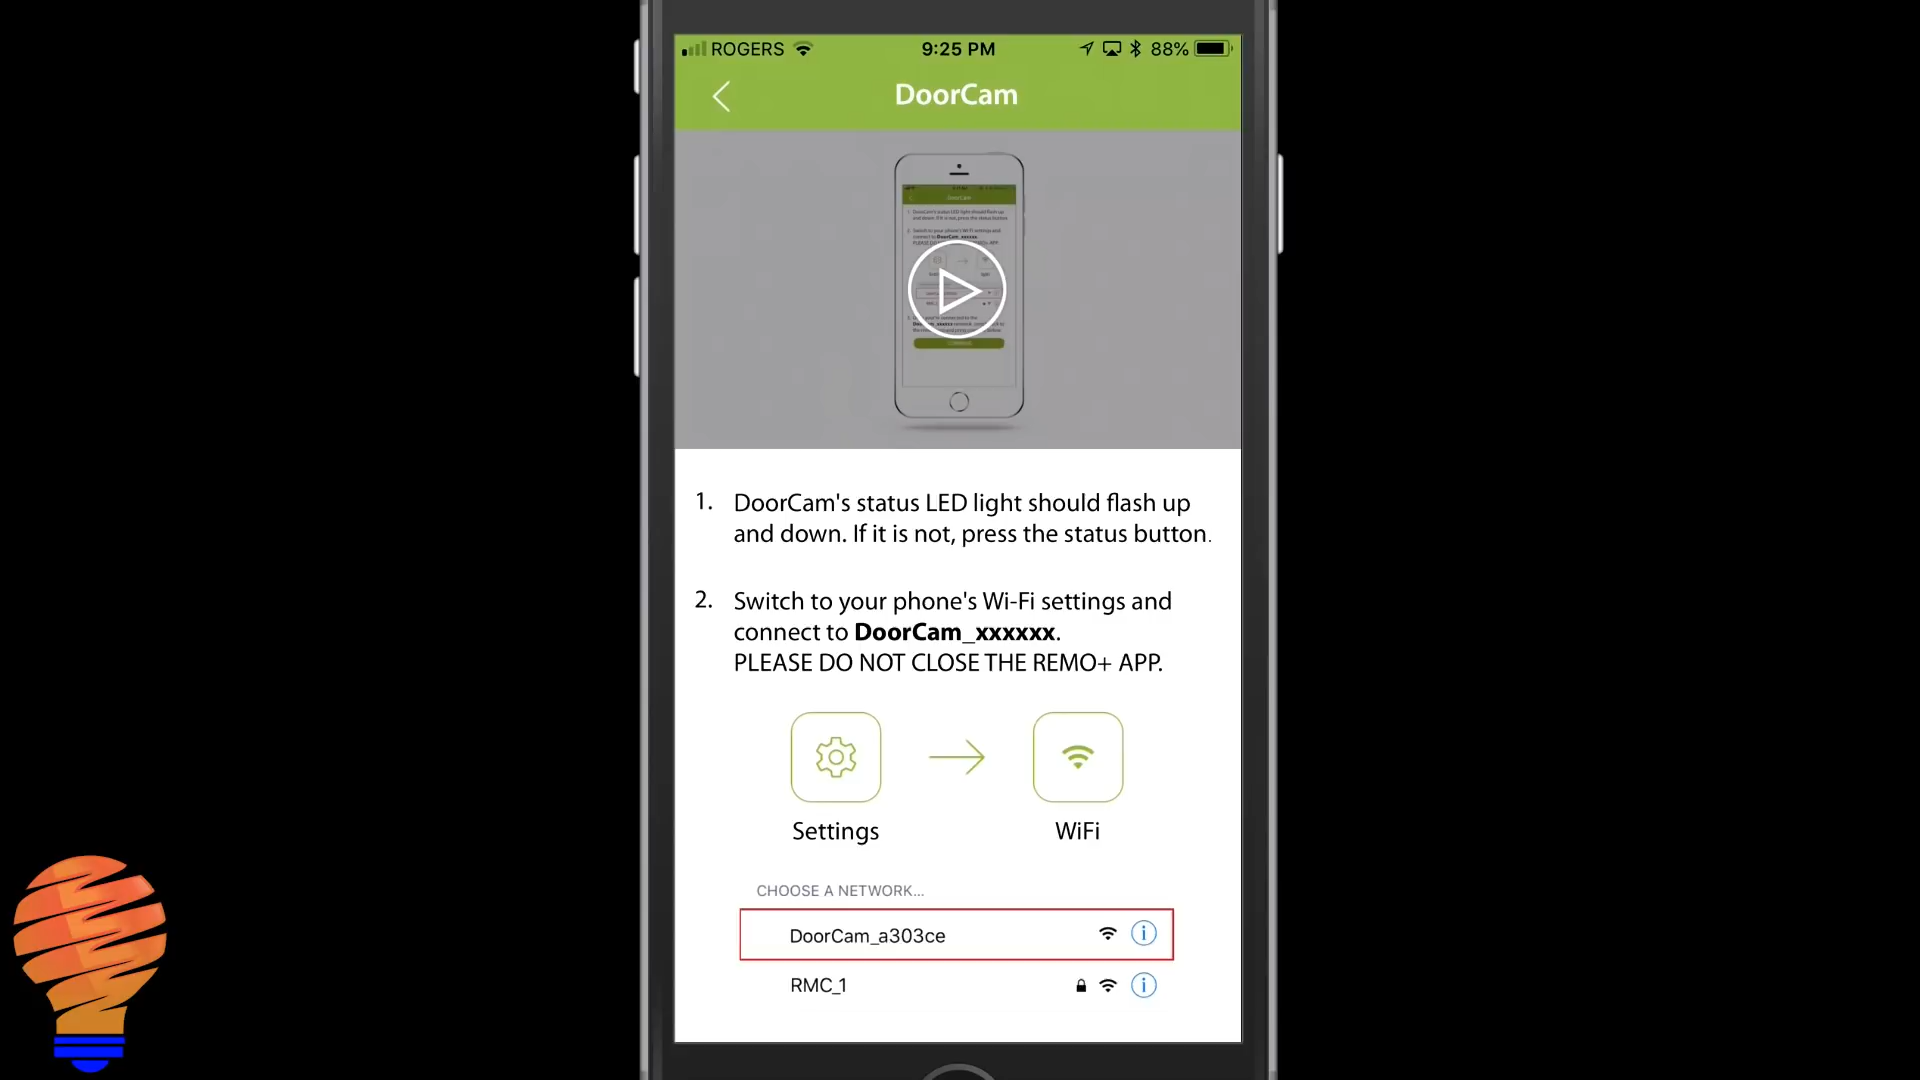 ROGERS 9:25 PM 88%
DoorCam
1. DoorCam's status LED light should flash up
and down. If it is not, press the status button.
2. Switch to your phone's Wi-Fi settings and
connect to DoorCam_xxxxxx.
PLEASE DO NOT CLOSE THE REMO+ APP.
Settings WiFi
CHOOSE A NETWORK...
DoorCam_a303ce
RMC_1